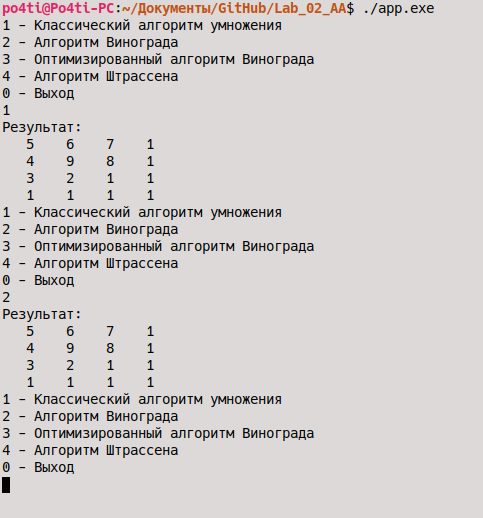 po4ti@Po4ti-PC:~/Документы/GitHub/Lab_02_AA$ ./app.exe
1 – Классический алгоритм умножения
2 – Алгоритм Винограда
3 – Оптимизированный алгоритм Винограда
4 – Алгоритм Штрассена
0 – Выход
1
Результат:
5 6 7 1
4 9 8 1
3 2 1 1
1 1 1 1
1 – Классический алгоритм умножения
2 – Алгоритм Винограда
3 – Оптимизированный алгоритм Винограда
4 – Алгоритм Штрассена
0 – Выход
2
Результат:
5 6 7 1
4 9 8 1
3 2 1 1
1 1 1 1
1 – Классический алгоритм умножения
2 – Алгоритм Винограда
3 – Оптимизированный алгоритм Винограда
4 – Алгоритм Штрассена
0 – Выход